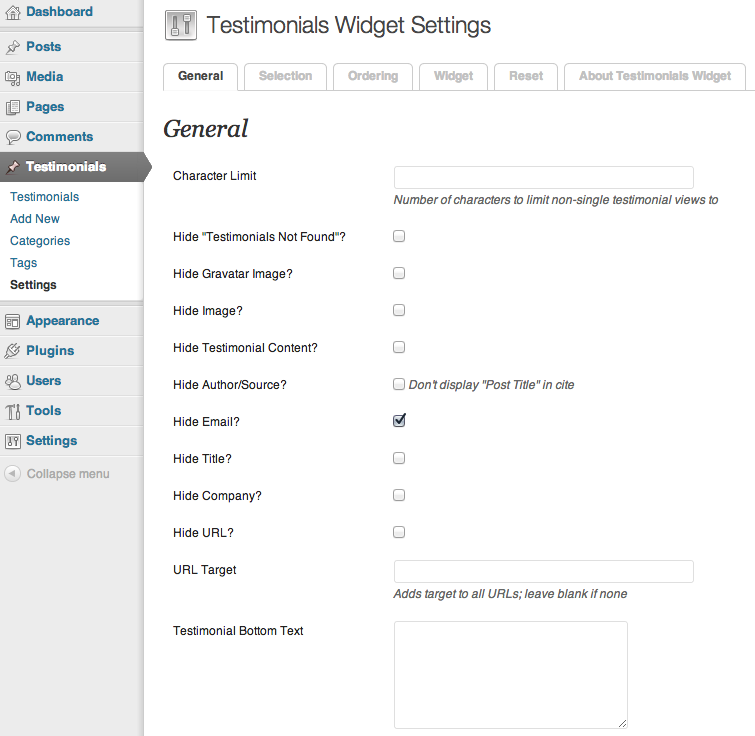 Dashboard
Posts
Media
Pages
Comments
Testimonials
Testimonials
Add New
Categories
Tags
Settings
Appearance
Plugins
Users
Tools
Settings
Collapse menu
Testimonials Widget Settings
General Selection Ordering Widget Reset About Testimonials Widget
General
Character Limit
Number of characters to limit non-single testimonial views to
Hide "Testimonials Not Found"?
Hide Gravatar Image?
Hide Image?
Hide Testimonial Content?
Hide Author/Source? Don't display "Post Title" in cite
Hide Email?
Hide Title?
Hide Company?
Hide URL?
URL Target
Adds target to all URLs; leave blank if none
Testimonial Bottom Text